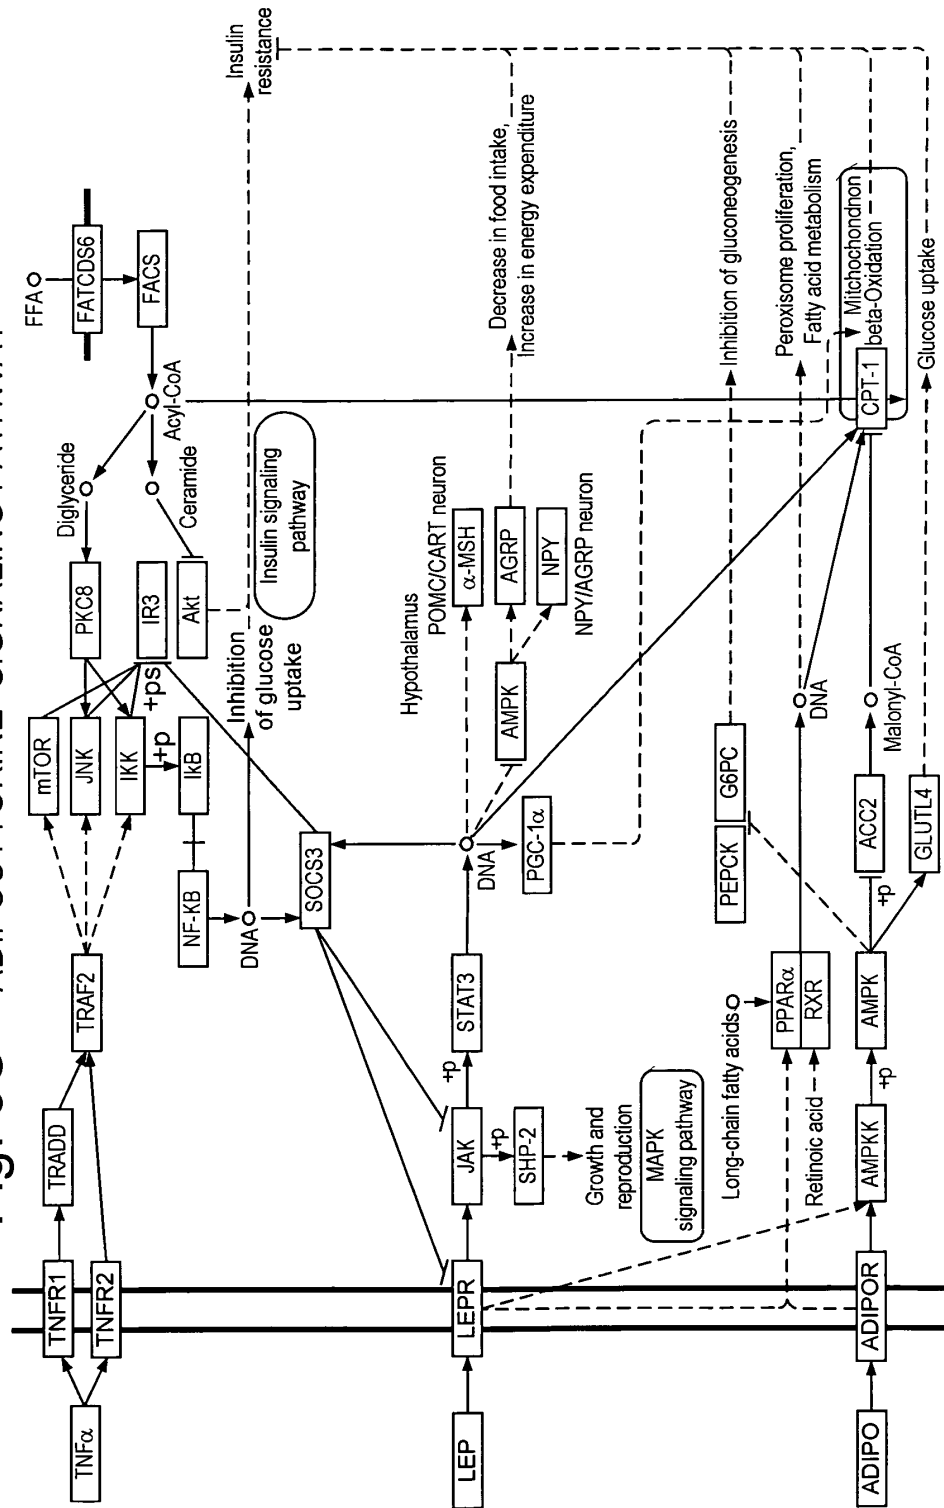 TNFα
TNFR1
TNFR2
TRADD
TRAF2
mTOR
JNK
IKK
+p
IkB
NF-KB
DNA
PKC8
IR3
+ps
Akt
Diglyceride
Ceramide
Acyl-CoA
FACS
FATCDS6
FFA
Inhibition
of glucose
uptake
Insulin signaling
pathway
Insulin
resistance
SOCS3
LEP
LEPR
JAK
+p
+p
SHP-2
Growth and
reproduction
MAPK
signaling pathway
STAT3
DNA
PGC-1α
Hypothalamus
POMC/CART neuron
α-MSH
AMPK
AGRP
NPY
NPY/AGRP neuron
Decrease in food intake,
Increase in energy expenditure
PEPCK
G6PC
Inhibition of gluconeogenesis
Long-chain fatty acids
PPARα
RXR
Retinoic acid
DNA
Peroxisome proliferation,
Fatty acid metabolism
ADIPO
ADIPOR
AMPKK
+p
AMPK
+p
ACC2
Malonyl-CoA
CPT-1
Mitchochondnon
beta-Oxidation
GLUTL4
Glucose uptake